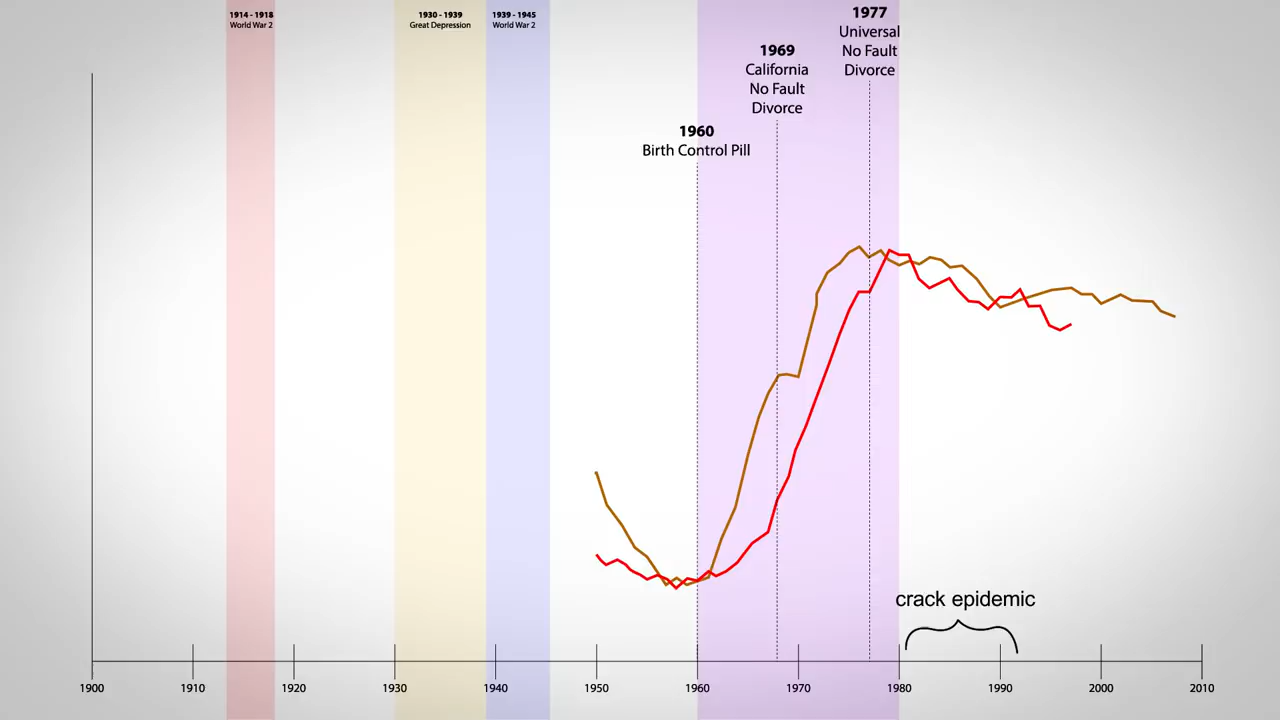 1914 - 1918
World War 2
1930 - 1939
Great Depression
1939 - 1945
World War 2
1977
Universal
No Fault
Divorce
1969
California
No Fault
Divorce
1960
Birth Control Pill
crack epidemic
1900
1910
1920
1930
1940
1950
1960
1970
1980
1990
2000
2010